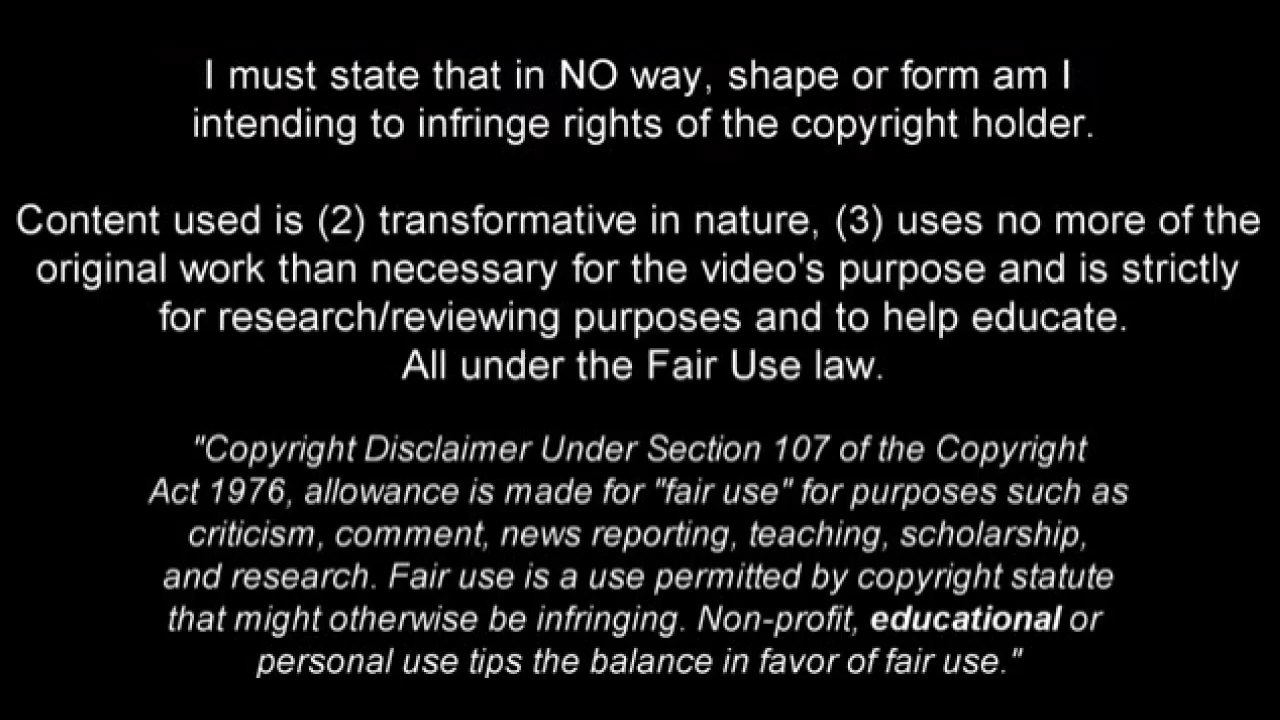 I must state that in NO way, shape or form am I
intending to infringe rights of the copyright holder.
Content used is (2) transformative in nature, (3) uses no more of the
original work than necessary for the video's purpose and is strictly
for research/reviewing purposes and to help educate.
All under the Fair Use law.
"Copyright Disclaimer Under Section 107 of the Copyright
Act 1976, allowance is made for "fair use" for purposes such as
criticism, comment, news reporting, teaching, scholarship,
and research. Fair use is a use permitted by copyright statute
that might otherwise be infringing. Non-profit, educational or
personal use tips the balance in favor of fair use."